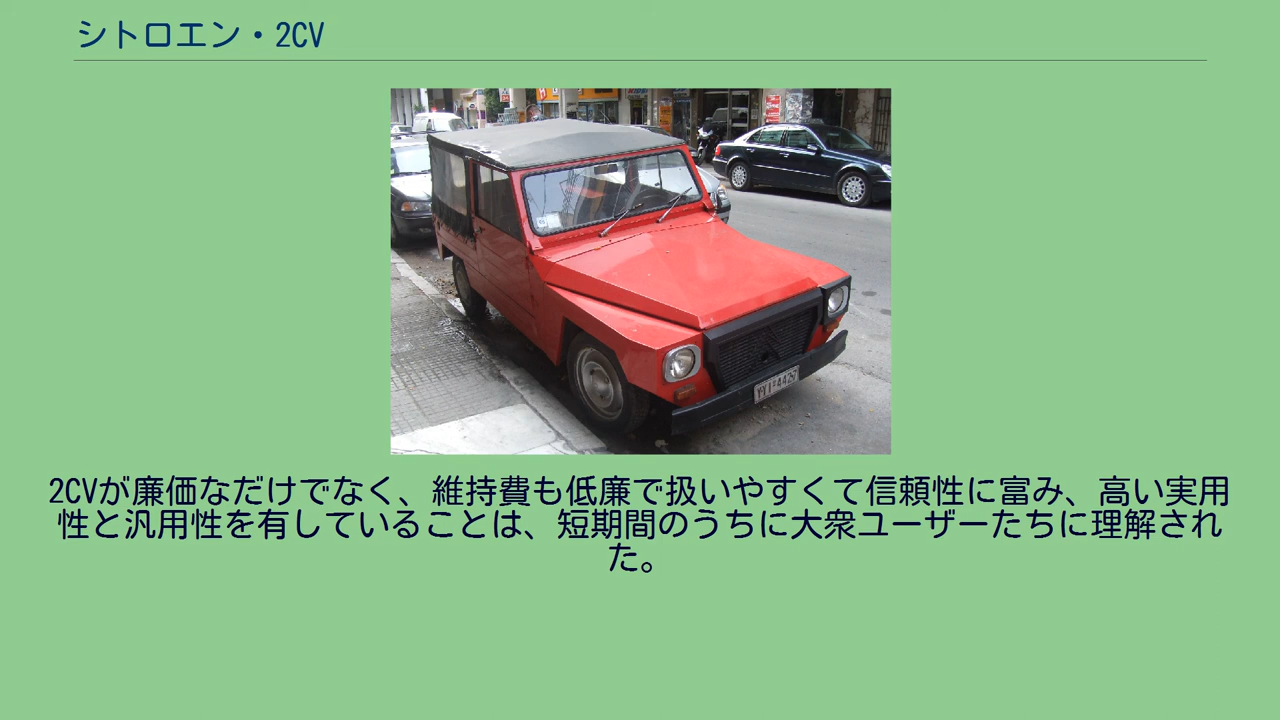 シトロエン・2CV
YYI·4429
2CVが廉価なだけでなく、維持費も低廉で扱いやすくて信頼性に富み、高い実用
性と汎用性を有していることは、短期間のうちに大衆ユーザーたちに理解され
た。